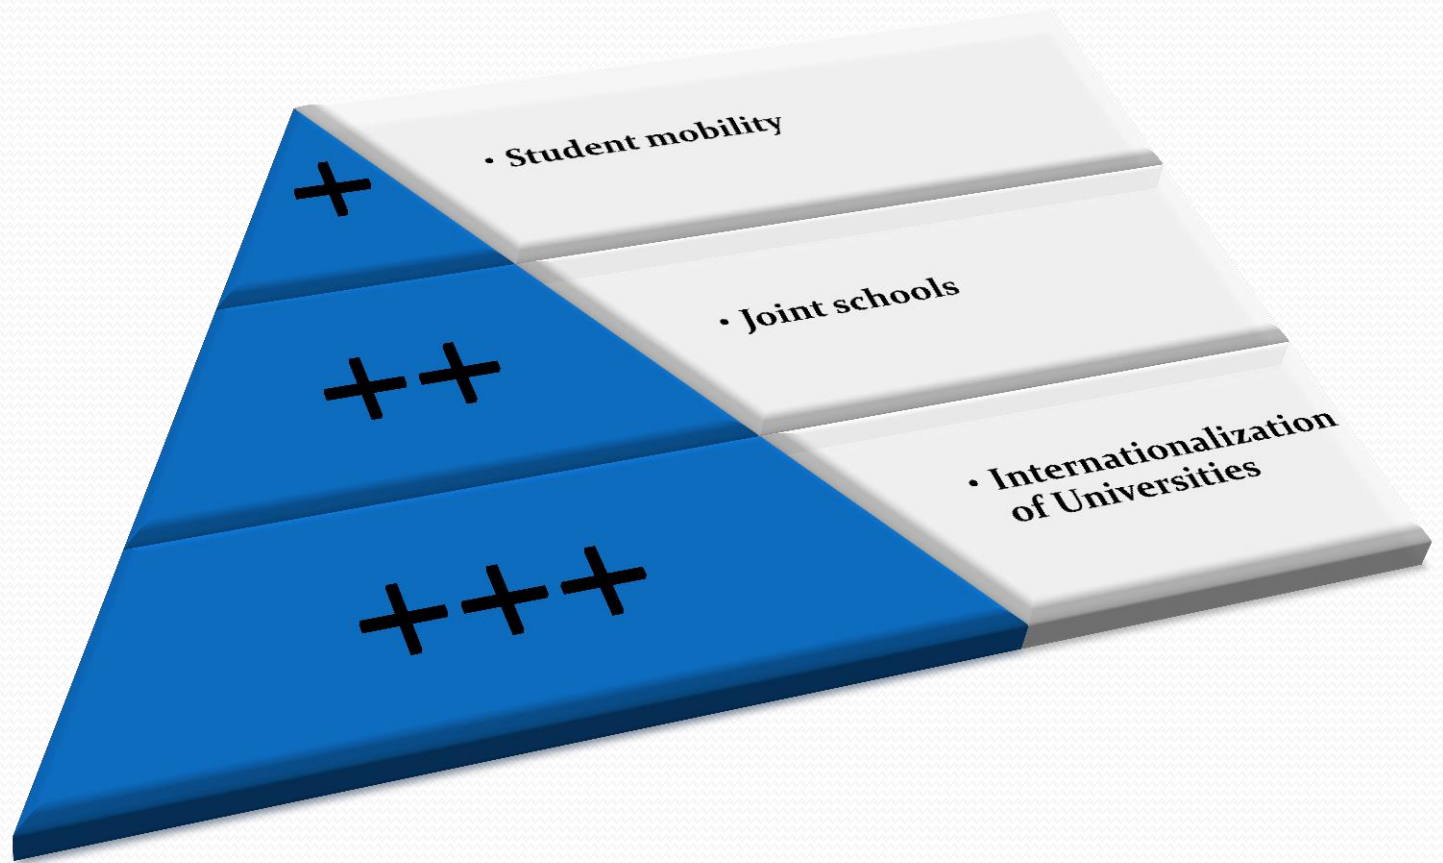 +
• Student mobility
++
• Joint schools
+++
• Internationalization
of Universities